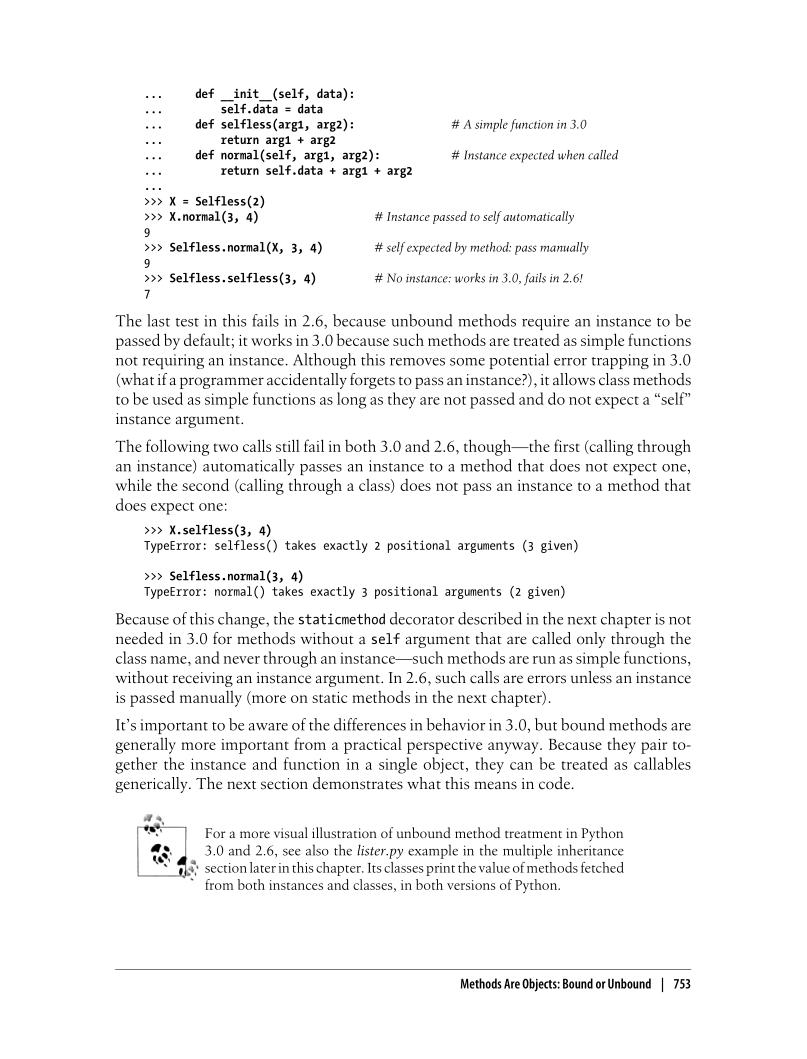 ... def __init__(self, data):
... self.data = data
... def selfless(arg1, arg2): # A simple function in 3.0
... return arg1 + arg2
... def normal(self, arg1, arg2): # Instance expected when called
... return self.data + arg1 + arg2
...
>>> X = Selfless(2)
>>> X.normal(3, 4) # Instance passed to self automatically
9
>>> Selfless.normal(X, 3, 4) # self expected by method: pass manually
9
>>> Selfless.selfless(3, 4) # No instance: works in 3.0, fails in 2.6!
7
The last test in this fails in 2.6, because unbound methods require an instance to be
passed by default; it works in 3.0 because such methods are treated as simple functions
not requiring an instance. Although this removes some potential error trapping in 3.0
(what if a programmer accidentally forgets to pass an instance?), it allows class methods
to be used as simple functions as long as they are not passed and do not expect a “self”
instance argument.
The following two calls still fail in both 3.0 and 2.6, though—the first (calling through
an instance) automatically passes an instance to a method that does not expect one,
while the second (calling through a class) does not pass an instance to a method that
does expect one:
>>> X.selfless(3, 4)
TypeError: selfless() takes exactly 2 positional arguments (3 given)
>>> Selfless.normal(3, 4)
TypeError: normal() takes exactly 3 positional arguments (2 given)
Because of this change, the staticmethod decorator described in the next chapter is not
needed in 3.0 for methods without a self argument that are called only through the
class name, and never through an instance—such methods are run as simple functions,
without receiving an instance argument. In 2.6, such calls are errors unless an instance
is passed manually (more on static methods in the next chapter).
It’s important to be aware of the differences in behavior in 3.0, but bound methods are
generally more important from a practical perspective anyway. Because they pair to-
gether the instance and function in a single object, they can be treated as callables
generically. The next section demonstrates what this means in code.
For a more visual illustration of unbound method treatment in Python
3.0 and 2.6, see also the lister.py example in the multiple inheritance
section later in this chapter. Its classes print the value of methods fetched
from both instances and classes, in both versions of Python.
Methods Are Objects: Bound or Unbound | 753